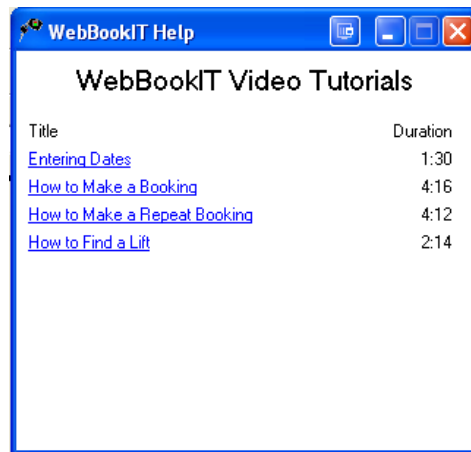 WebBookIT Help
WebBookIT Video Tutorials
Title Duration
Entering Dates 1:30
How to Make a Booking 4:16
How to Make a Repeat Booking 4:12
How to Find a Lift 2:14